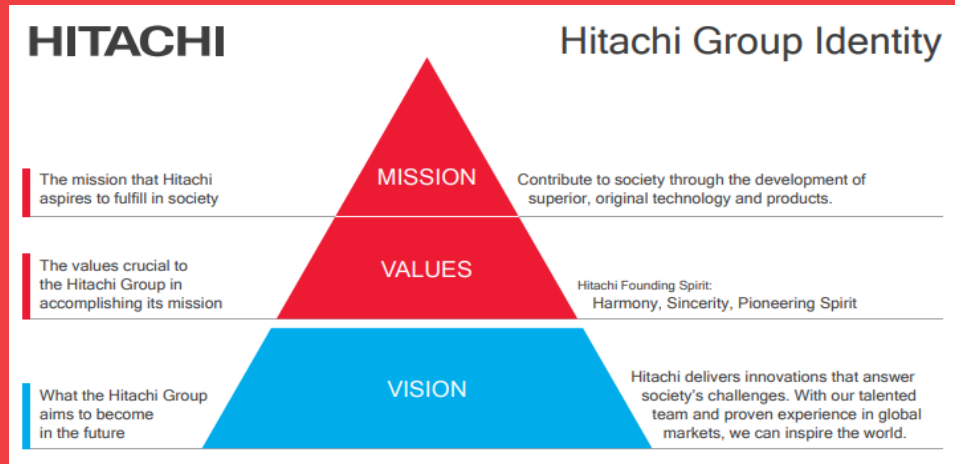 HITACHI
Hitachi Group Identity
The mission that Hitachi
aspires to fulfill in society
MISSION
Contribute to society through the development of
superior, original technology and products.
The values crucial to
the Hitachi Group in
accomplishing its mission
VALUES
Hitachi Founding Spirit:
Harmony, Sincerity, Pioneering Spirit
What the Hitachi Group
aims to become
in the future
VISION
Hitachi delivers innovations that answer
society's challenges. With our talented
team and proven experience in global
markets, we can inspire the world.